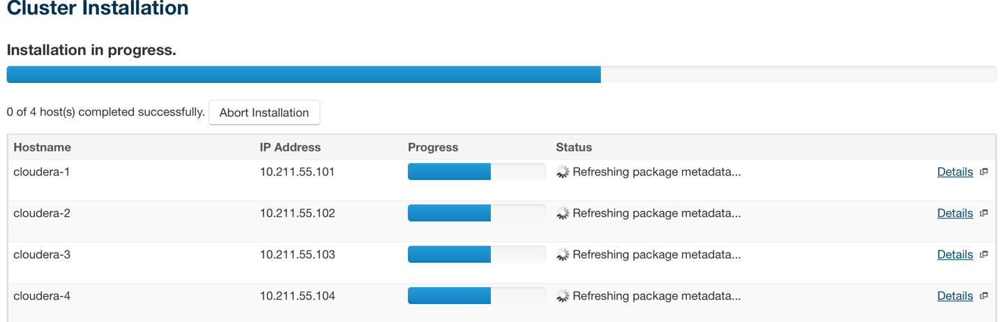 Cluster Installation
Installation in progress.
0 of 4 host(s) completed successfully. Abort Installation
Hostname IP Address Progress Status
cloudera-1 10.211.55.101 Refreshing package metadata... Details
cloudera-2 10.211.55.102 Refreshing package metadata... Details
cloudera-3 10.211.55.103 Refreshing package metadata... Details
cloudera-4 10.211.55.104 Refreshing package metadata... Details